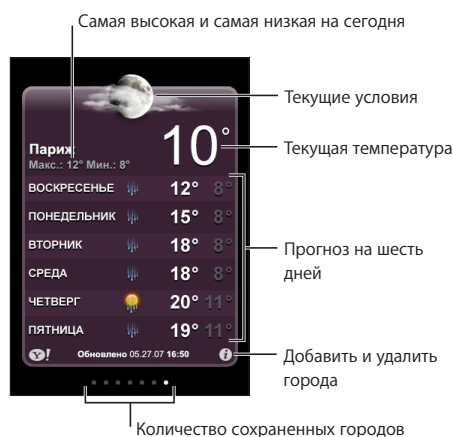 Самая высокая и самая низкая на сегодня
Текущие условия
10°
Текущая температура
Париж
Макс.: 12° Мин.: 8°
ВОСКРЕСЕНЬЕ 12° 8°
ПОНЕДЕЛЬНИК 15° 8°
ВТОРНИК 18° 8°
Прогноз на шесть
дней
СРЕДА 18° 8°
ЧЕТВЕРГ 20° 11°
ПЯТНИЦА 19° 11°
Y! Обновлено 05.27.07 16:50 i
Добавить и удалить
города
Количество сохраненных городов